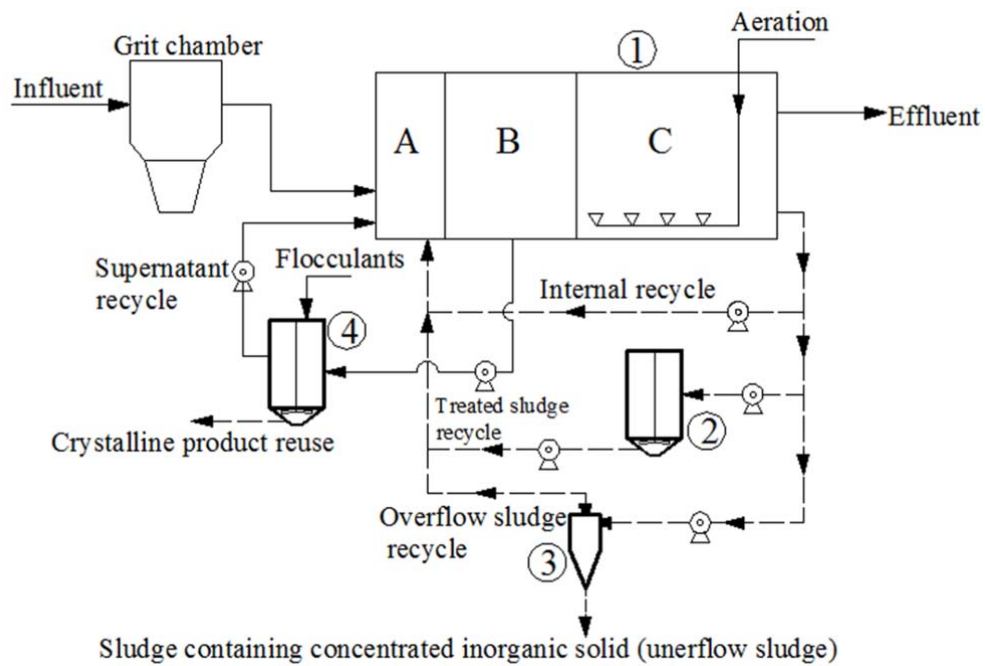 Grit chamber
Influent
Aeration
①
A
B
C
Effluent
Supernatant
recycle
Flocculants
④
Internal recycle
Crystalline product reuse
Treated sludge
recycle
②
Overflow sludge
recycle
③
Sludge containing concentrated inorganic solid (unerflow sludge)